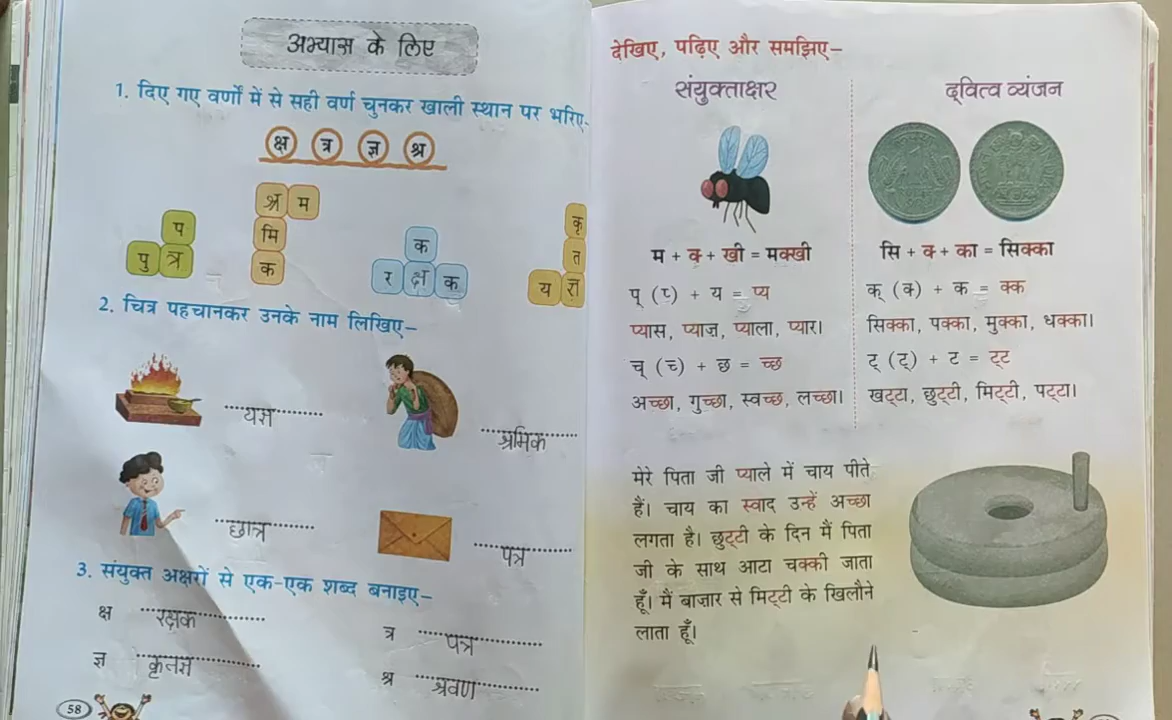 अभ्यास के लिए
1. दिए गए वर्णों में से सही वर्ण चुनकर खाली स्थान पर भरिए-
क्ष त्र ज्ञ श्र
प
पु त्र
श्र म
मि
क
क
र क्ष क
कृ
त
य ज्ञ
2. चित्र पहचानकर उनके नाम लिखिए–
यज्ञ
श्रमिक
छात्र
पत्र
3. संयुक्त अक्षरों से एक-एक शब्द बनाइए–
क्ष रक्षक
त्र पत्र
ज्ञ कृतज्ञ
श्र श्रवण
58
देखिए, पढ़िए और समझिए–
संयुक्ताक्षर
म + क् + खी = मक्खी
प् (प्‍) + य = प्य
प्यास, प्याज़, प्याला, प्यार।
च् (च्‍) + छ = च्छ
अच्छा, गुच्छा, स्वच्छ, लच्छा।
द्वित्व व्यंजन
सि + क् + का = सिक्का
क् (क्‍) + क = क्क
सिक्का, पक्का, मुक्का, धक्का।
ट् (ट्) + ट = ट्ट
खट्टा, छुट्टी, मिट्टी, पट्टा।
मेरे पिता जी प्याले में चाय पीते
हैं। चाय का स्वाद उन्हें अच्छा
लगता है। छुट्टी के दिन मैं पिता
जी के साथ आटा चक्की जाता
हूँ। मैं बाज़ार से मिट्टी के खिलौने
लाता हूँ।